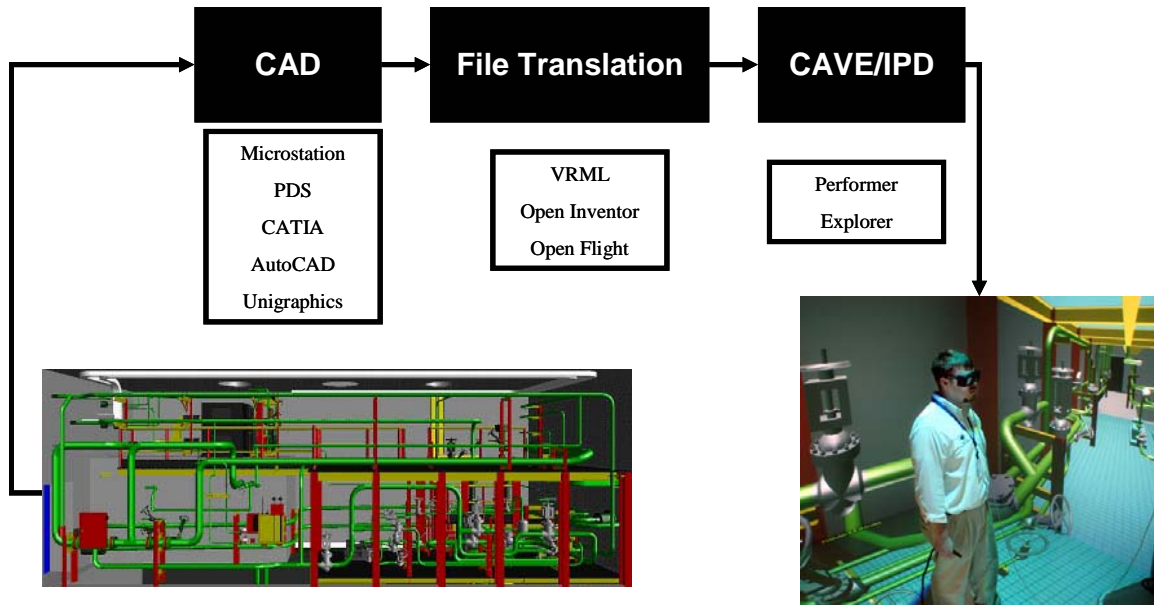 CAD
File Translation
CAVE/IPD
Microstation
PDS
CATIA
AutoCAD
Unigraphics
VRML
Open Inventor
Open Flight
Performer
Explorer